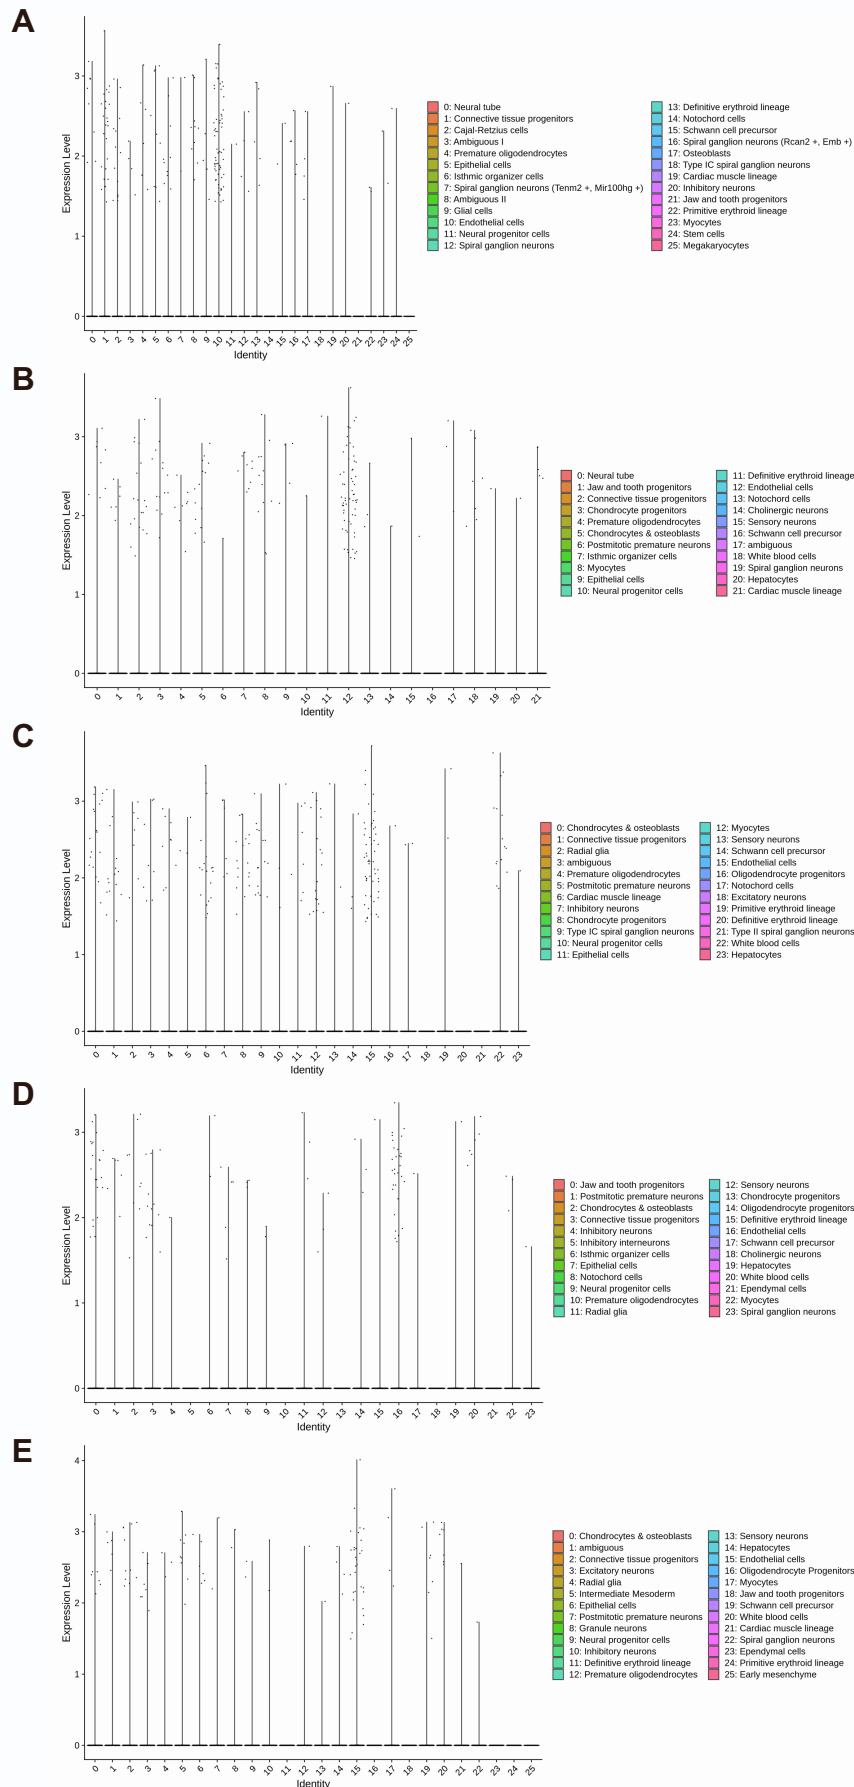 A
Expression Level
3
2
1
0
0 1 2 3 4 5 6 7 8 9 10 11 12 13 14 15 16 17 18 19 20 21 22 23 24 25
Identity
0: Neural tube
1: Connective tissue progenitors
2: Cajal-Retzius cells
3: Ambiguous I
4: Premature oligodendrocytes
5: Epithelial cells
6: Isthmic organizer cells
7: Spiral ganglion neurons (Tenm2 +, Mir100hg +)
8: Ambiguous II
9: Glial cells
10: Endothelial cells
11: Neural progenitor cells
12: Spiral ganglion neurons
13: Definitive erythroid lineage
14: Notochord cells
15: Schwann cell precursor
16: Spiral ganglion neurons (Rcan2 +, Emb +)
17: Osteoblasts
18: Type IC spiral ganglion neurons
19: Cardiac muscle lineage
20: Inhibitory neurons
21: Jaw and tooth progenitors
22: Primitive erythroid lineage
23: Myocytes
24: Stem cells
25: Megakaryocytes
B
Expression Level
3
2
1
0
0 1 2 3 4 5 6 7 8 9 10 11 12 13 14 15 16 17 18 19 20 21
Identity
0: Neural tube
1: Jaw and tooth progenitors
2: Connective tissue progenitors
3: Chondrocyte progenitors
4: Premature oligodendrocytes
5: Chondrocytes & osteoblasts
6: Postmitotic premature neurons
7: Isthmic organizer cells
8: Myocytes
9: Epithelial cells
10: Neural progenitor cells
11: Definitive erythroid lineage
12: Endothelial cells
13: Notochord cells
14: Cholinergic neurons
15: Sensory neurons
16: Schwann cell precursor
17: ambiguous
18: White blood cells
19: Spiral ganglion neurons
20: Hepatocytes
21: Cardiac muscle lineage
C
Expression Level
3
2
1
0
0 1 2 3 4 5 6 7 8 9 10 11 12 13 14 15 16 17 18 19 20 21 22 23
Identity
0: Chondrocytes & osteoblasts
1: Connective tissue progenitors
2: Radial glia
3: ambiguous
4: Premature oligodendrocytes
5: Postmitotic premature neurons
6: Cardiac muscle lineage
7: Inhibitory neurons
8: Chondrocyte progenitors
9: Type IC spiral ganglion neurons
10: Neural progenitor cells
11: Epithelial cells
12: Myocytes
13: Sensory neurons
14: Schwann cell precursor
15: Endothelial cells
16: Oligodendrocyte progenitors
17: Notochord cells
18: Excitatory neurons
19: Primitive erythroid lineage
20: Definitive erythroid lineage
21: Type II spiral ganglion neurons
22: White blood cells
23: Hepatocytes
D
Expression Level
3
2
1
0
0 1 2 3 4 5 6 7 8 9 10 11 12 13 14 15 16 17 18 19 20 21 22 23
Identity
0: Jaw and tooth progenitors
1: Postmitotic premature neurons
2: Chondrocytes & osteoblasts
3: Connective tissue progenitors
4: Inhibitory neurons
5: Inhibitory interneurons
6: Isthmic organizer cells
7: Epithelial cells
8: Notochord cells
9: Neural progenitor cells
10: Premature oligodendrocytes
11: Radial glia
12: Sensory neurons
13: Chondrocyte progenitors
14: Oligodendrocyte progenitors
15: Definitive erythroid lineage
16: Endothelial cells
17: Schwann cell precursor
18: Cholinergic neurons
19: Hepatocytes
20: White blood cells
21: Ependymal cells
22: Myocytes
23: Spiral ganglion neurons
E
Expression Level
4
3
2
1
0
0 1 2 3 4 5 6 7 8 9 10 11 12 13 14 15 16 17 18 19 20 21 22 23 24 25
Identity
0: Chondrocytes & osteoblasts
1: ambiguous
2: Connective tissue progenitors
3: Excitatory neurons
4: Radial glia
5: Intermediate Mesoderm
6: Epithelial cells
7: Postmitotic premature neurons
8: Granule neurons
9: Neural progenitor cells
10: Inhibitory neurons
11: Definitive erythroid lineage
12: Premature oligodendrocytes
13: Sensory neurons
14: Hepatocytes
15: Endothelial cells
16: Oligodendrocyte Progenitors
17: Myocytes
18: Jaw and tooth progenitors
19: Schwann cell precursor
20: White blood cells
21: Cardiac muscle lineage
22: Spiral ganglion neurons
23: Ependymal cells
24: Primitive erythroid lineage
25: Early mesenchyme